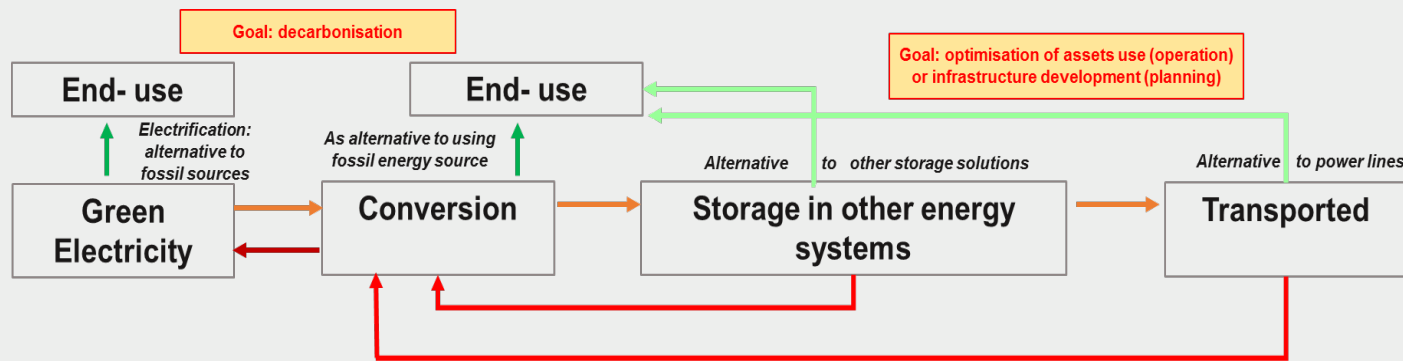 Goal: decarbonisation
Goal: optimisation of assets use (operation)
or infrastructure development (planning)
End- use
End- use
Electrification:
alternative to
fossil sources
As alternative to using
fossil energy source
Alternative to other storage solutions
Alternative to power lines
Green
Electricity
Conversion
Storage in other energy
systems
Transported